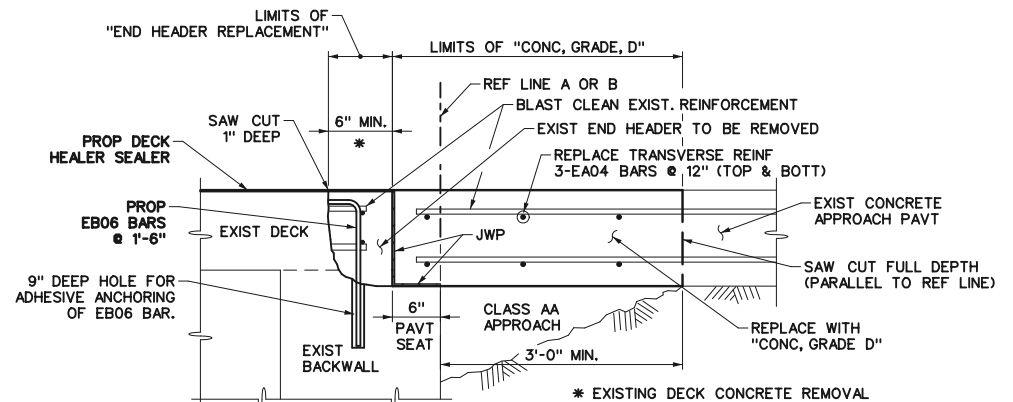 LIMITS OF
"END HEADER REPLACEMENT"
LIMITS OF "CONC, GRADE, D"
REF LINE A OR B
BLAST CLEAN EXIST. REINFORCEMENT
SAW CUT
1" DEEP
6" MIN.
*
EXIST END HEADER TO BE REMOVED
PROP DECK
HEALER SEALER
REPLACE TRANSVERSE REINF
3-EA04 BARS @ 12" (TOP & BOTT)
PROP
EB06 BARS
@ 1'-6"
EXIST DECK
JWP
EXIST CONCRETE
APPROACH PAVT
9" DEEP HOLE FOR
ADHESIVE ANCHORING
OF EB06 BAR.
SAW CUT FULL DEPTH
(PARALLEL TO REF LINE)
6"
PAVT
SEAT
CLASS AA
APPROACH
REPLACE WITH
"CONC, GRADE D"
EXIST
BACKWALL
3'-0" MIN.
* EXISTING DECK CONCRETE REMOVAL